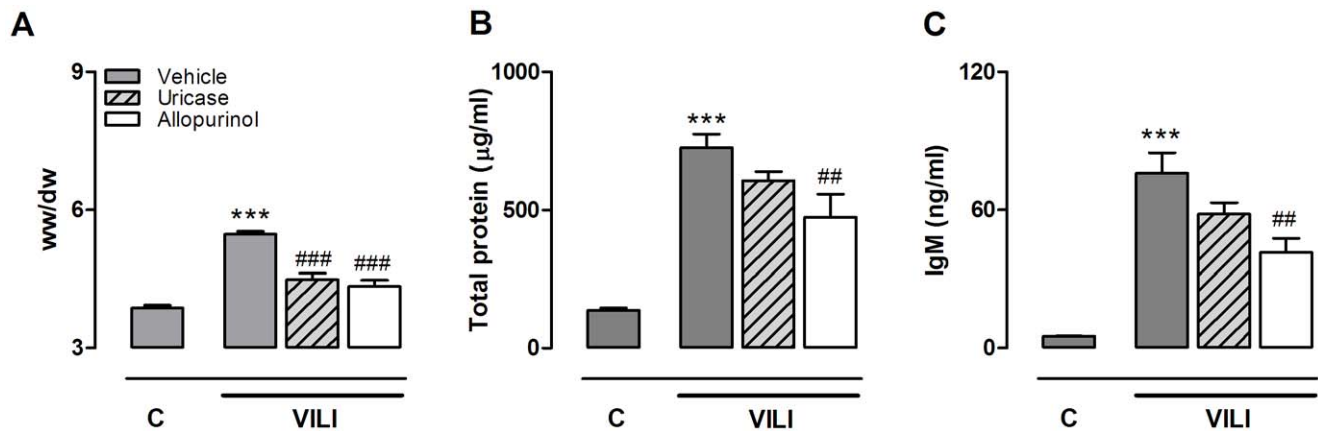 A
ww/dw
9
6
3
Vehicle
Uricase
Allopurinol
***
###
###
C
VILI
B
Total protein (µg/ml)
1000
500
0
***
##
C
VILI
C
IgM (ng/ml)
120
60
0
***
##
C
VILI